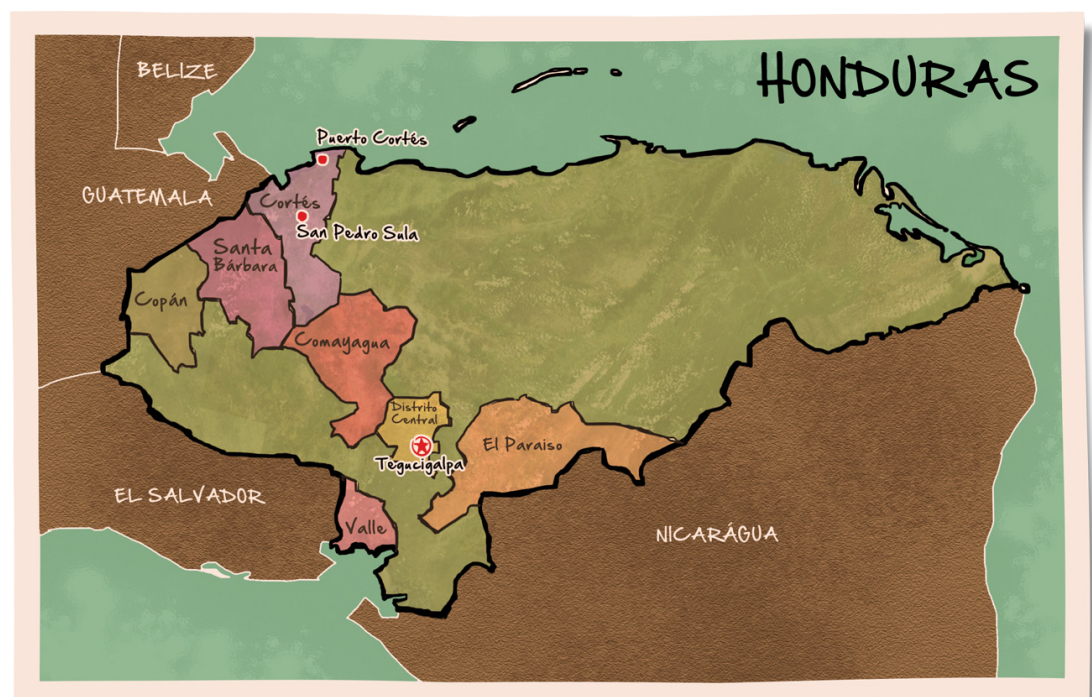 HONDURAS
BELIZE
Puerto Cortés
GUATEMALA
Cortés
San Pedro Sula
Santa
Bárbara
Copán
Comayagua
Distrito
Central
El Paraiso
Tegucigalpa
EL SALVADOR
Valle
NICARÁGUA